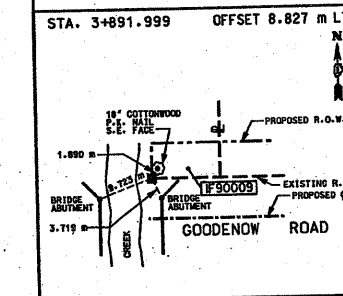 STA. 3+891.999 OFFSET 8.827 m LT
N
18" COTTONWOOD
P.K. NAIL
S.E. FACE
PROPOSED R.O.W.
1.890 m
9.723 m
IF90009
EXISTING R.
PROPOSED
BRIDGE
ABUTMENT
BRIDGE
ABUTMENT
3.719 m
GOODENOW ROAD
CREEK